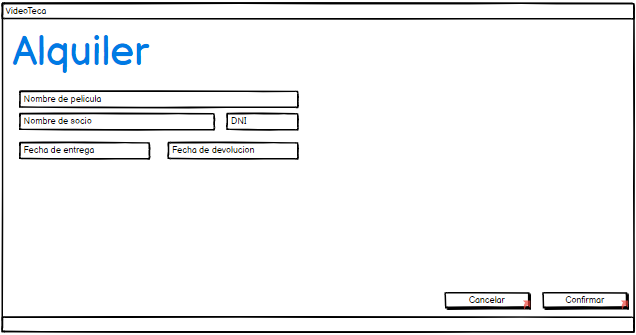 VideoTeca
Alquiler
Nombre de pelicula
Nombre de socio DNI
Fecha de entrega Fecha de devolucion
Cancelar Confirmar